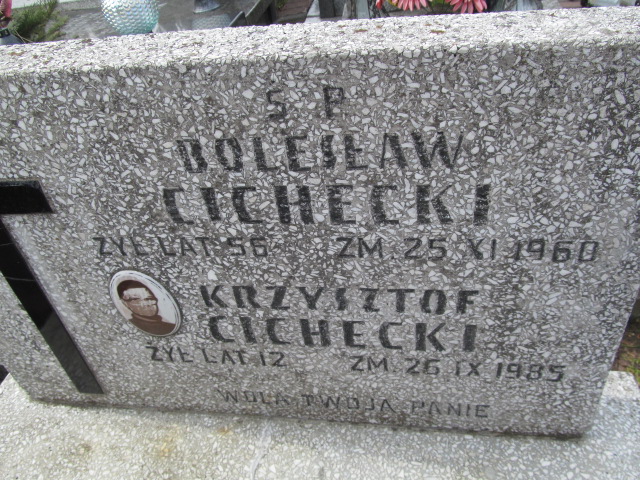 S P
BOLESŁAW
CICHECKI
ŻYŁ LAT 56 ZM. 25 XI 1960
KRZYSZTOF
CICHECKI
ŻYŁ LAT 12 ZM. 26 IX 1985
WOLA TWOJA PANIE